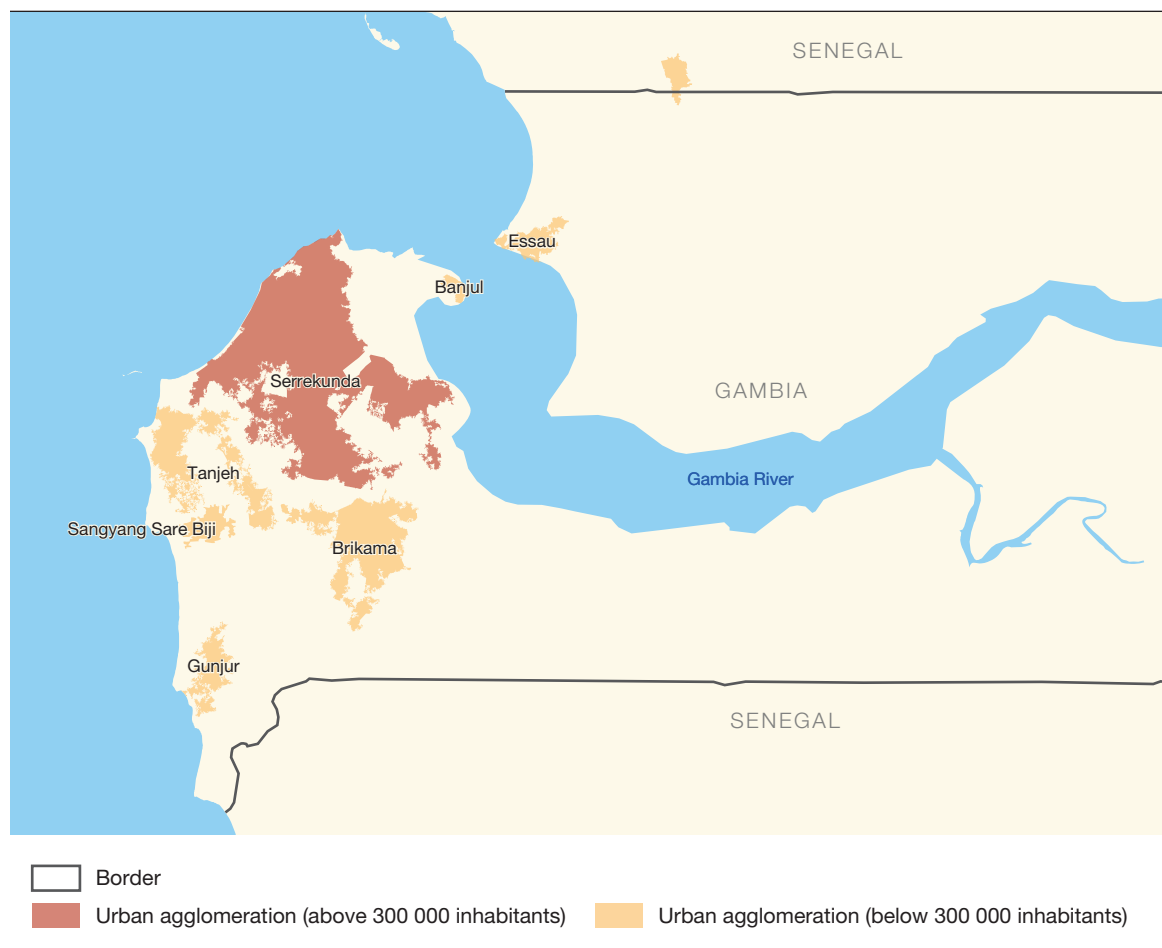 SENEGAL
Essau
Banjul
Serrekunda
GAMBIA
Tanjeh
Gambia River
Sangyang Sare Biji
Brikama
Gunjur
SENEGAL
Border
Urban agglomeration (above 300 000 inhabitants)
Urban agglomeration (below 300 000 inhabitants)